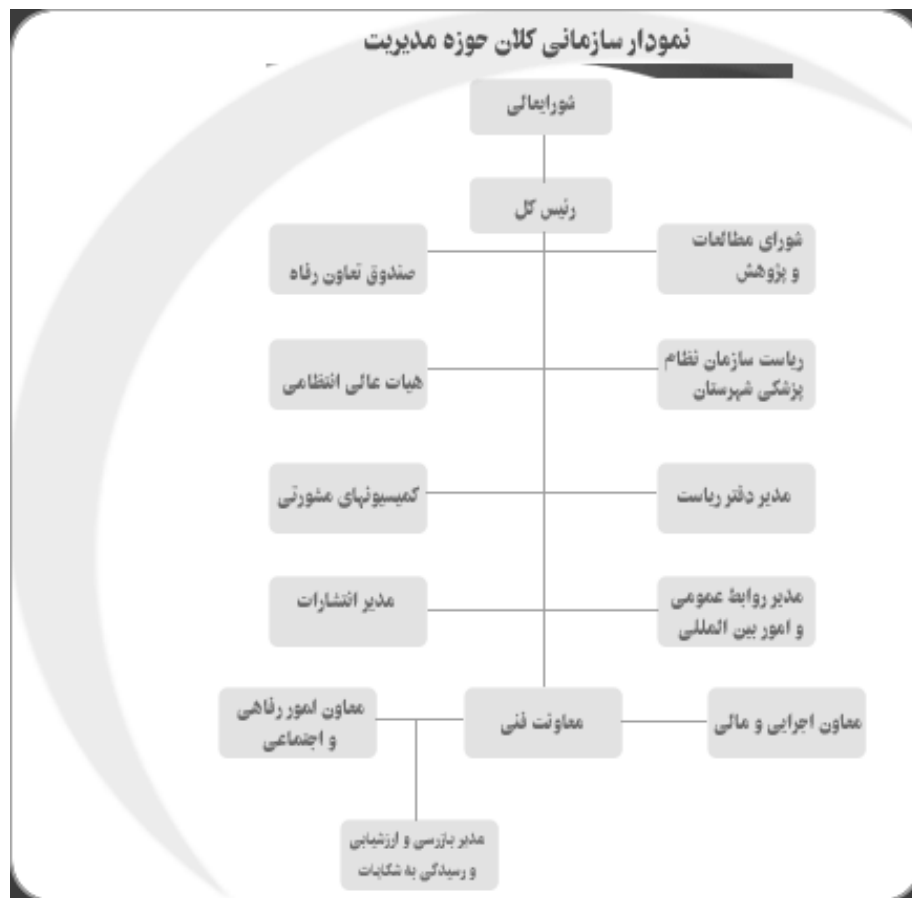 نمودار سازمانی کلان حوزه مدیریت
شورایعالی
رئیس کل
شورای مطالعات
و پژوهش
صندوق تعاون رفاه
ریاست سازمان نظام
پزشکی شهرستان
هیات عالی انتظامی
مدیر دفتر ریاست
کمیسیونهای مشورتی
مدیر روابط عمومی
و امور بین المللی
مدیر انتشارات
معاون اجرایی و مالی
معاونت فنی
معاون امور رفاهی
و اجتماعی
مدیر بازرسی و ارزشیابی
و رسیدگی به شکایات